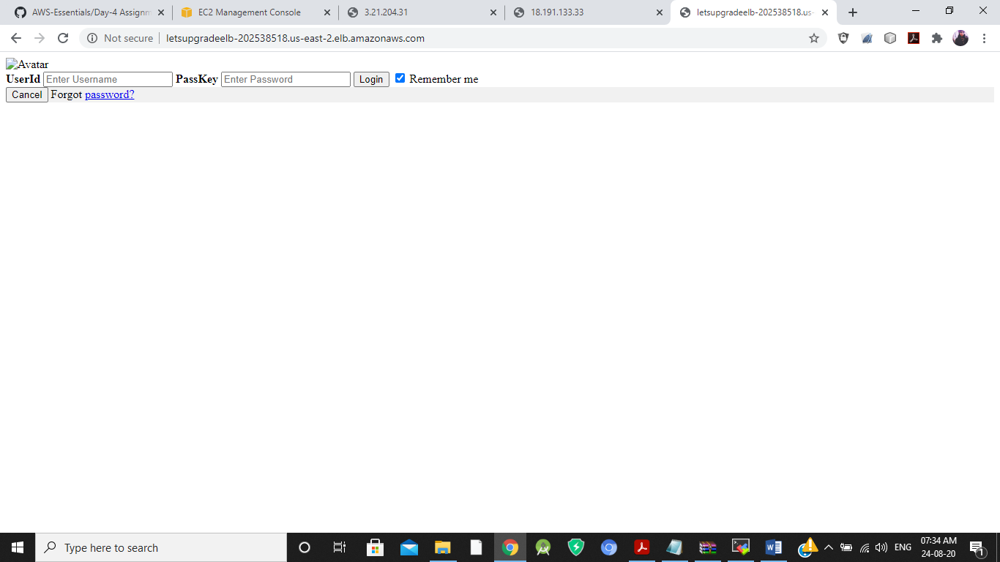 AWS-Essentials/Day-4 Assignm
EC2 Management Console
3.21.204.31
18.191.133.33
letsupgradeelb-202538518.us-
Not secure
letsupgradeelb-202538518.us-east-2.elb.amazonaws.com
Avatar
UserId Enter Username PassKey Enter Password Login Remember me
Cancel Forgot password?
Type here to search
ENG
07:34 AM
24-08-20
1